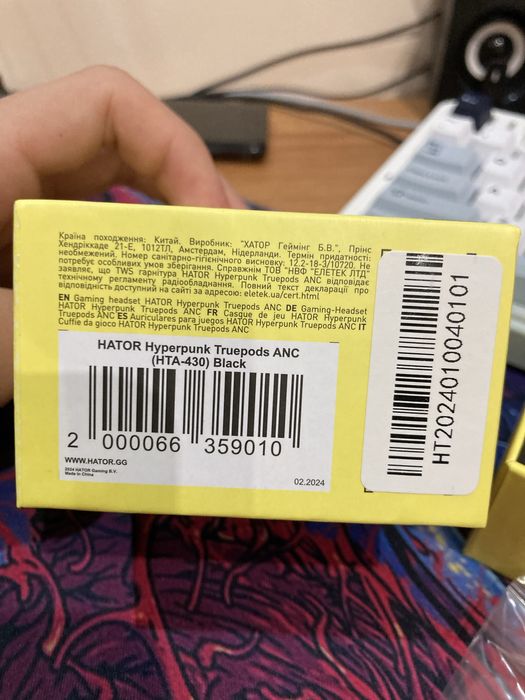 Країна походження: Китай. Виробник: "ХАТОР Геймінг Б.В.", Прінс
Хендріккаде 21-Е, 1012ТЛ, Амстердам, Нідерланди. Термін придатності:
необмежений. Номер санітарно-гігієнічного висновку: 12.2-18-3/10720. Не
потребує особливих умов зберігання. Справжнім ТОВ "НВФ "ЕЛЕТЕК ЛТД"
заявляє, що TWS гарнітура HATOR Hyperpunk Truepods ANC відповідає
технічному регламенту радіообладнання. Повний текст декларації про
відповідність доступний на сайті за адресою: eletek.ua/cert.html
EN Gaming headset HATOR Hyperpunk Truepods ANC DE Gaming-Headset
HATOR Hyperpunk Truepods ANC FR Casque de jeu HATOR Hyperpunk
Truepods ANC ES Auriculares para juegos HATOR Hyperpunk Truepods ANC IT
Cuffie da gioco HATOR Hyperpunk Truepods ANC
HATOR Hyperpunk Truepods ANC
(HTA-430) Black
2 000066 359010
WWW.HATOR.GG
2024 HATOR Gaming B.V.
Made in China
02.2024
HT2024010040101